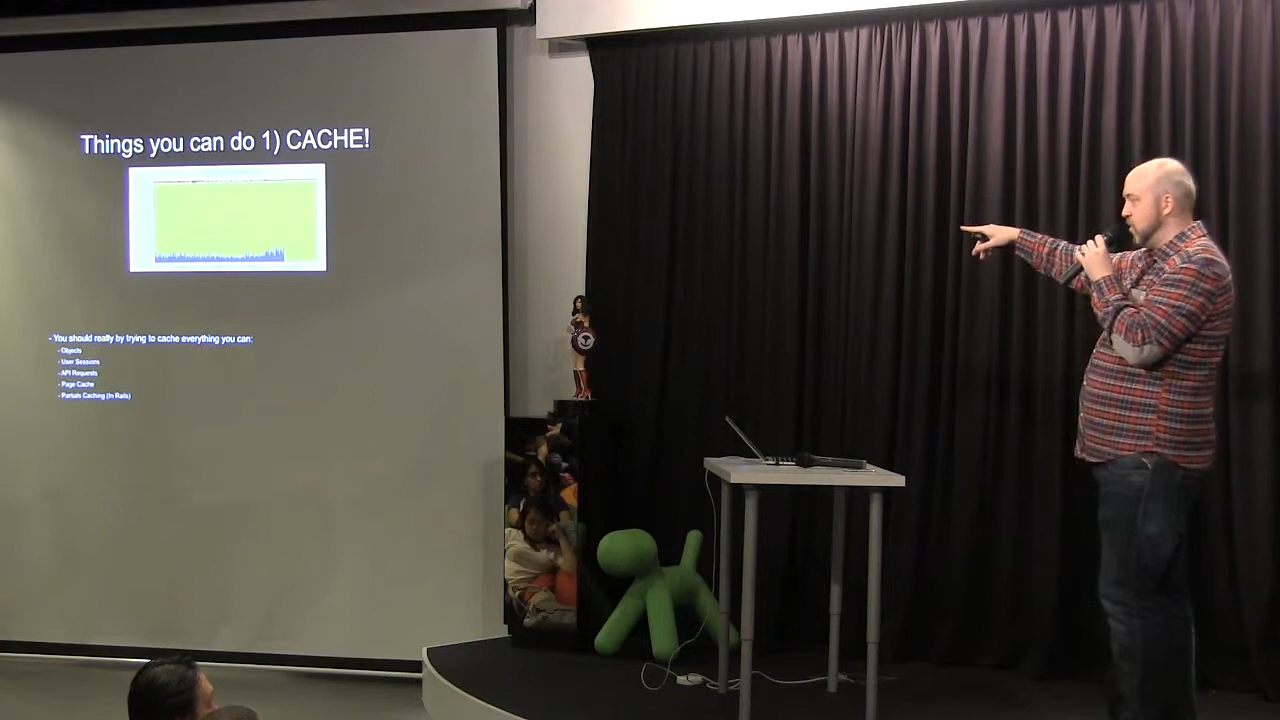 Things you can do 1) CACHE!
- You should really by trying to cache everything you can:
- Objects
- User Sessions
- API Requests
- Page Cache
- Partials Caching (In Rails)